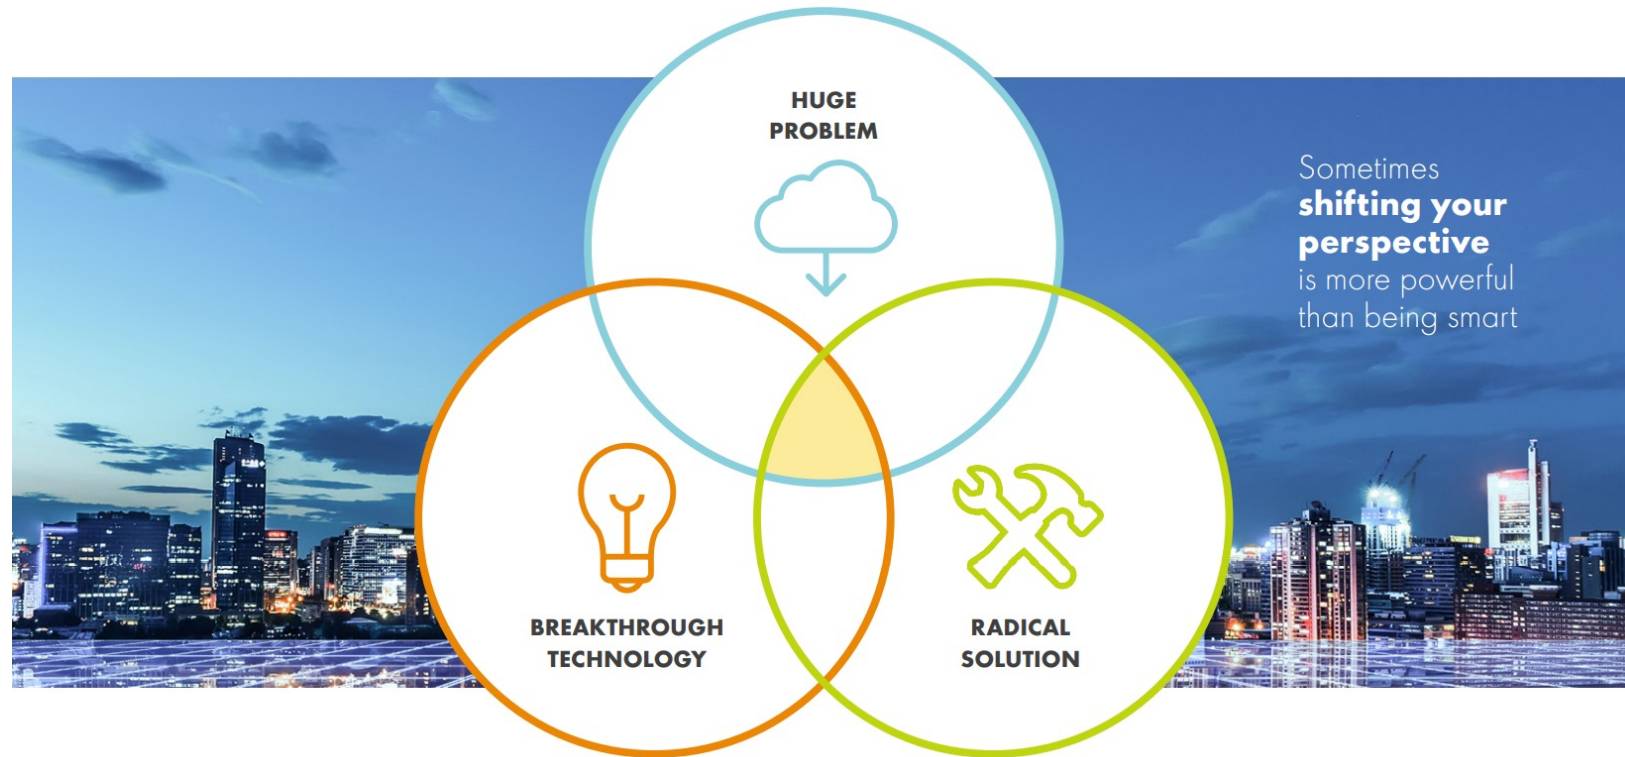 HUGE
PROBLEM
Sometimes
shifting your
perspective
is more powerful
than being smart
BREAKTHROUGH
TECHNOLOGY
RADICAL
SOLUTION